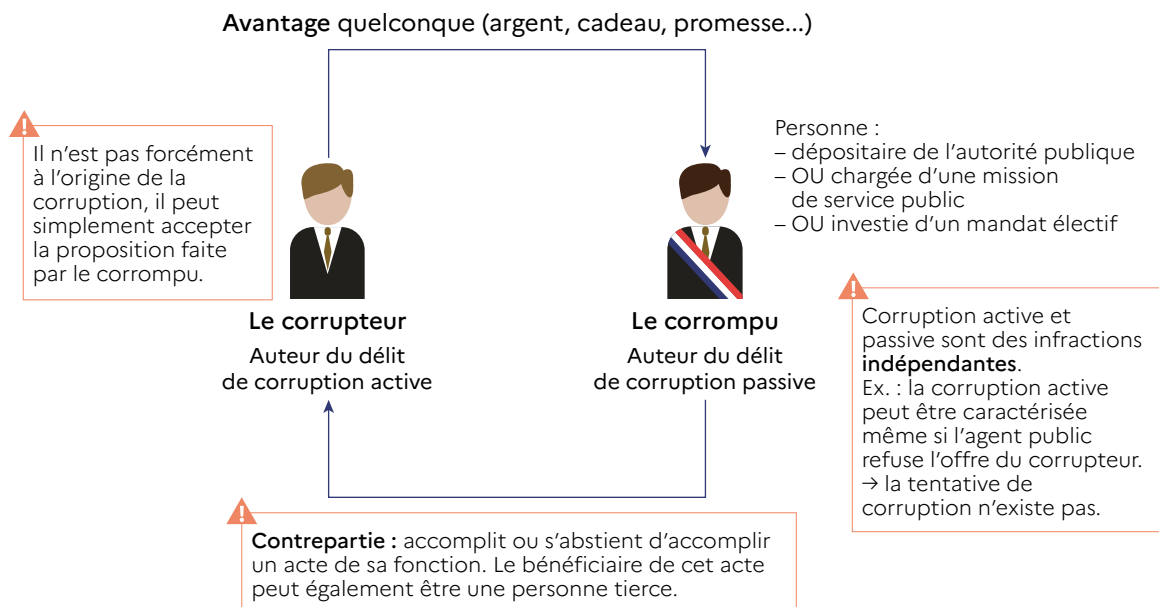 Avantage quelconque (argent, cadeau, promesse...)
Il n’est pas forcément
à l’origine de la
corruption, il peut
simplement accepter
la proposition faite
par le corrompu.
Personne :
– dépositaire de l’autorité publique
– OU chargée d’une mission
de service public
– OU investie d’un mandat électif
Le corrupteur
Auteur du délit
de corruption active
Le corrompu
Auteur du délit
de corruption passive
Corruption active et
passive sont des infractions
indépendantes.
Ex. : la corruption active
peut être caractérisée
même si l’agent public
refuse l’offre du corrupteur.
→ la tentative de
corruption n’existe pas.
Contrepartie : accomplit ou s’abstient d’accomplir
un acte de sa fonction. Le bénéficiaire de cet acte
peut également être une personne tierce.